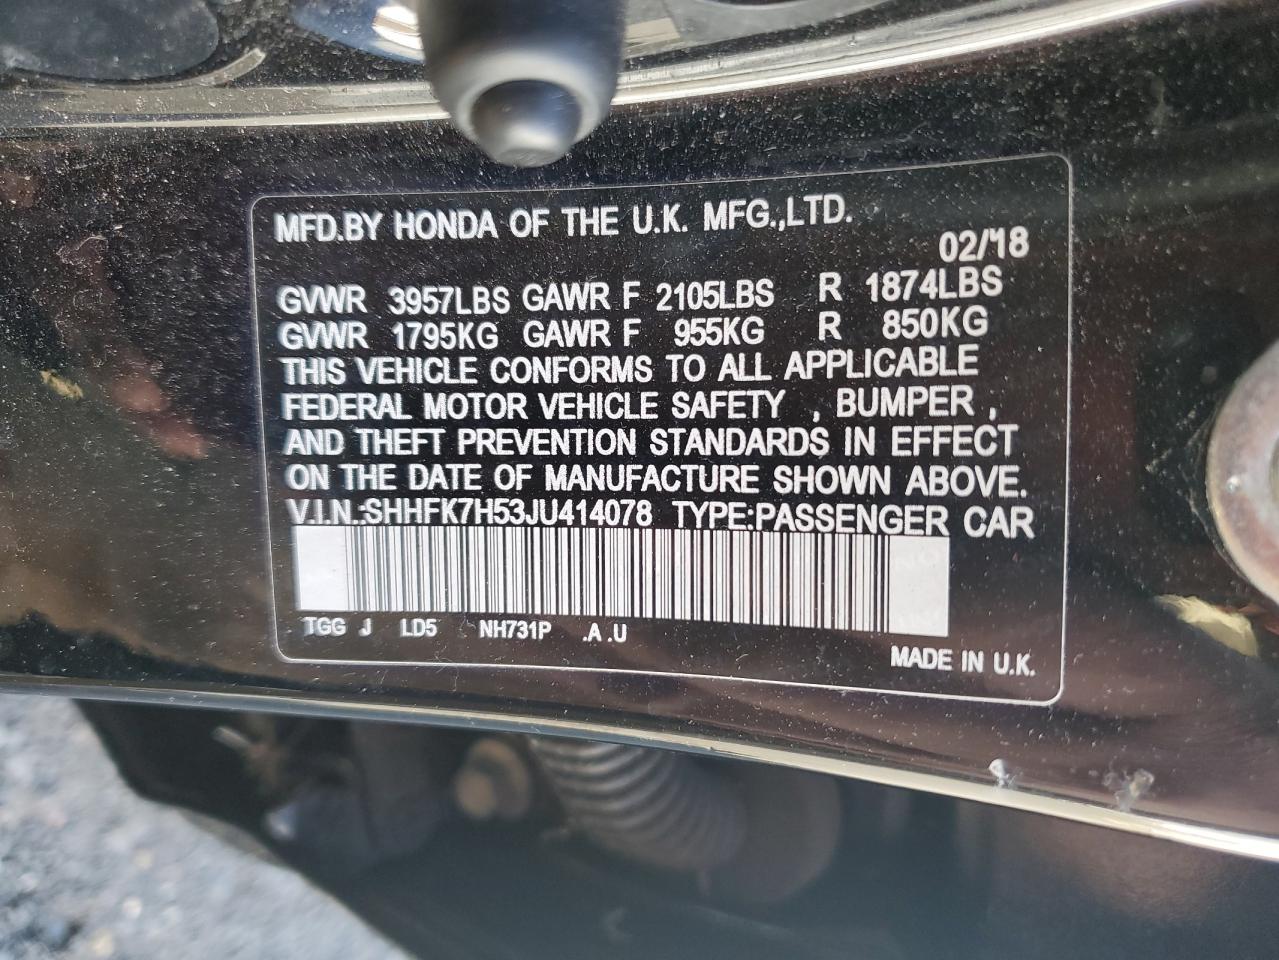 MFD.BY HONDA OF THE U.K. MFG.,LTD.
02/18
GVWR 3957LBS GAWR F 2105LBS R 1874LBS
GVWR 1795KG GAWR F 955KG R 850KG
THIS VEHICLE CONFORMS TO ALL APPLICABLE
FEDERAL MOTOR VEHICLE SAFETY , BUMPER ,
AND THEFT PREVENTION STANDARDS IN EFFECT
ON THE DATE OF MANUFACTURE SHOWN ABOVE.
V.I.N.:SHHFK7H53JU414078 TYPE:PASSENGER CAR
TGG J LD5 NH731P .A .U
MADE IN U.K.